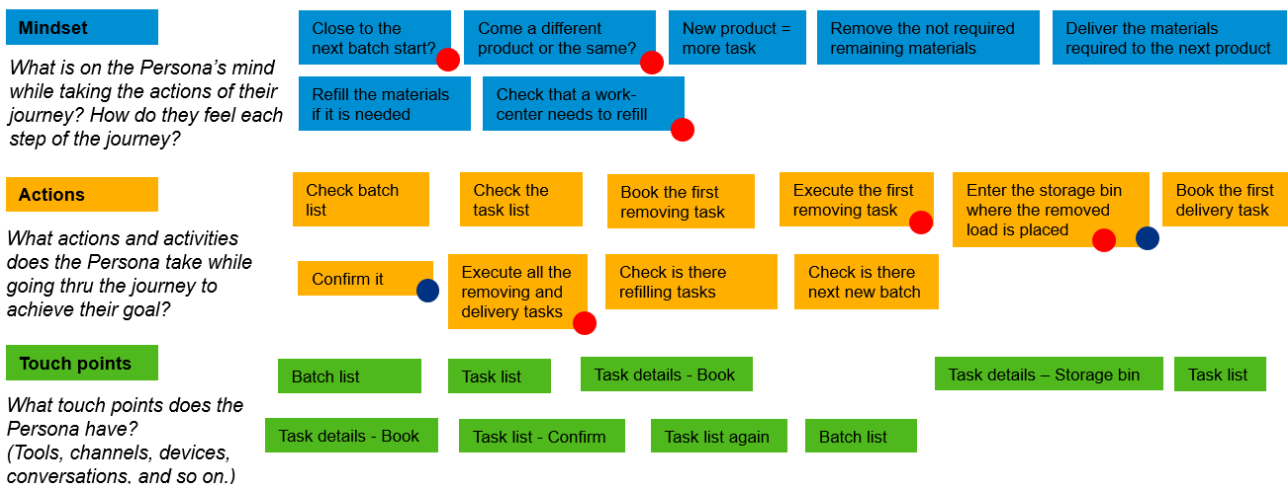 Mindset
What is on the Persona's mind
while taking the actions of their
journey? How do they feel each
step of the journey?
Close to the
next batch start?
Come a different
product or the same?
New product =
more task
Remove the not required
remaining materials
Deliver the materials
required to the next product
Refill the materials
if it is needed
Check that a work-
center needs to refill
Actions
What actions and activities
does the Persona take while
going thru the journey to
achieve their goal?
Check batch
list
Check the
task list
Book the first
removing task
Execute the first
removing task
Enter the storage bin
where the removed
load is placed
Book the first
delivery task
Confirm it
Execute all the
removing and
delivery tasks
Check is there
refilling tasks
Check is there
next new batch
Touch points
What touch points does the
Persona have?
(Tools, channels, devices,
conversations, and so on.)
Batch list
Task list
Task details - Book
Task details – Storage bin
Task list
Task details - Book
Task list - Confirm
Task list again
Batch list